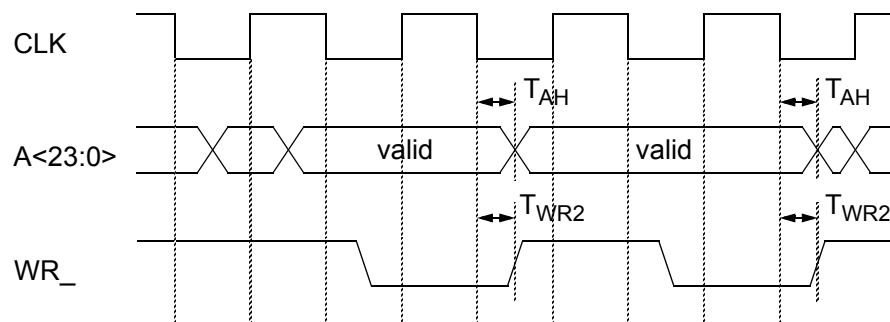 CLK
T_AH T_AH
A<23:0> valid valid
T_WR2 T_WR2
WR_